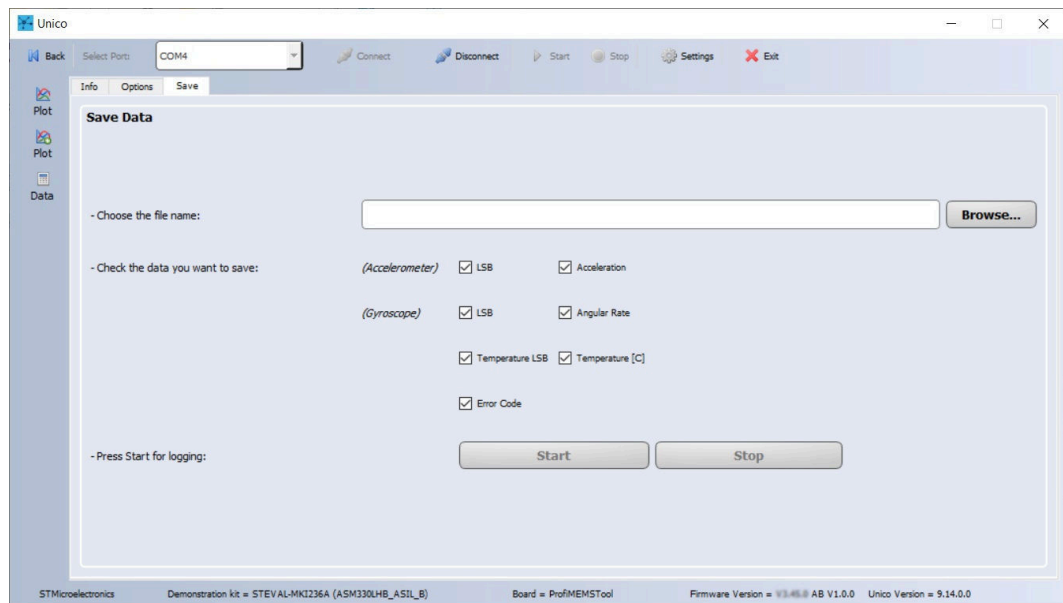 Unico
Back Select Port: COM4 Connect Disconnect Start Stop Settings Exit
Info Options Save
Plot
Plot
Data
Save Data
- Choose the file name: Browse...
- Check the data you want to save: (Accelerometer) LSB Acceleration
(Gyroscope) LSB Angular Rate
Temperature LSB Temperature [C]
Error Code
- Press Start for logging: Start Stop
STMicroelectronics Demonstration kit = STEVAL-MKI236A (ASM330LHB_ASIL_B) Board = ProfiMEMSTool Firmware Version = AB V1.0.0 Unico Version = 9.14.0.0